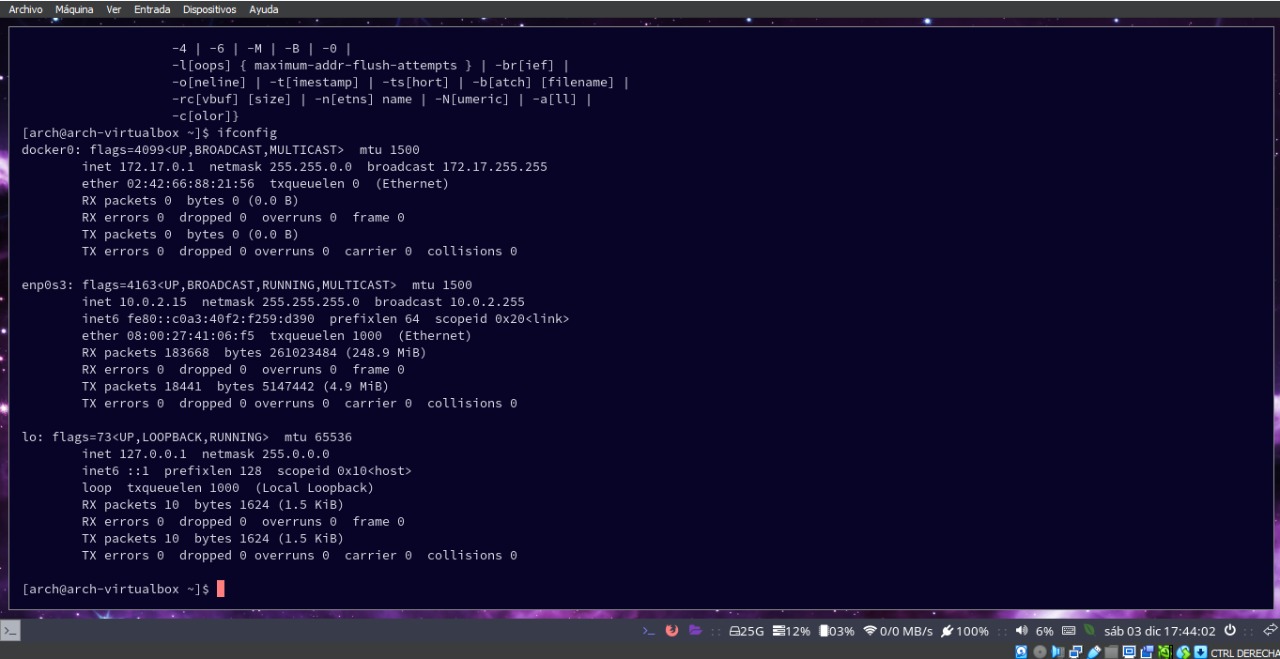 Archivo Máquina Ver Entrada Dispositivos Ayuda
-4 | -6 | -M | -B | -0 |
-l[oops] { maximum-addr-flush-attempts } | -br[ief] |
-o[neline] | -t[imestamp] | -ts[hort] | -b[atch] [filename] |
-rc[vbuf] [size] | -n[etns] name | -N[umeric] | -a[ll] |
-c[olor]}
[arch@arch-virtualbox ~]$ ifconfig
docker0: flags=4099<UP,BROADCAST,MULTICAST>  mtu 1500
inet 172.17.0.1  netmask 255.255.0.0  broadcast 172.17.255.255
ether 02:42:66:88:21:56  txqueuelen 0  (Ethernet)
RX packets 0  bytes 0 (0.0 B)
RX errors 0  dropped 0  overruns 0  frame 0
TX packets 0  bytes 0 (0.0 B)
TX errors 0  dropped 0 overruns 0  carrier 0  collisions 0
enp0s3: flags=4163<UP,BROADCAST,RUNNING,MULTICAST>  mtu 1500
inet 10.0.2.15  netmask 255.255.255.0  broadcast 10.0.2.255
inet6 fe80::c0a3:40f2:f259:d390  prefixlen 64  scopeid 0x20<link>
ether 08:00:27:41:06:f5  txqueuelen 1000  (Ethernet)
RX packets 183668  bytes 261023484 (248.9 MiB)
RX errors 0  dropped 0  overruns 0  frame 0
TX packets 18441  bytes 5147442 (4.9 MiB)
TX errors 0  dropped 0 overruns 0  carrier 0  collisions 0
lo: flags=73<UP,LOOPBACK,RUNNING>  mtu 65536
inet 127.0.0.1  netmask 255.0.0.0
inet6 ::1  prefixlen 128  scopeid 0x10<host>
loop  txqueuelen 1000  (Local Loopback)
RX packets 10  bytes 1624 (1.5 KiB)
RX errors 0  dropped 0  overruns 0  frame 0
TX packets 10  bytes 1624 (1.5 KiB)
TX errors 0  dropped 0 overruns 0  carrier 0  collisions 0
[arch@arch-virtualbox ~]$
25G 12% 03% 0/0 MB/s 100% 6% sáb 03 dic 17:44:02
CTRL DERECHA